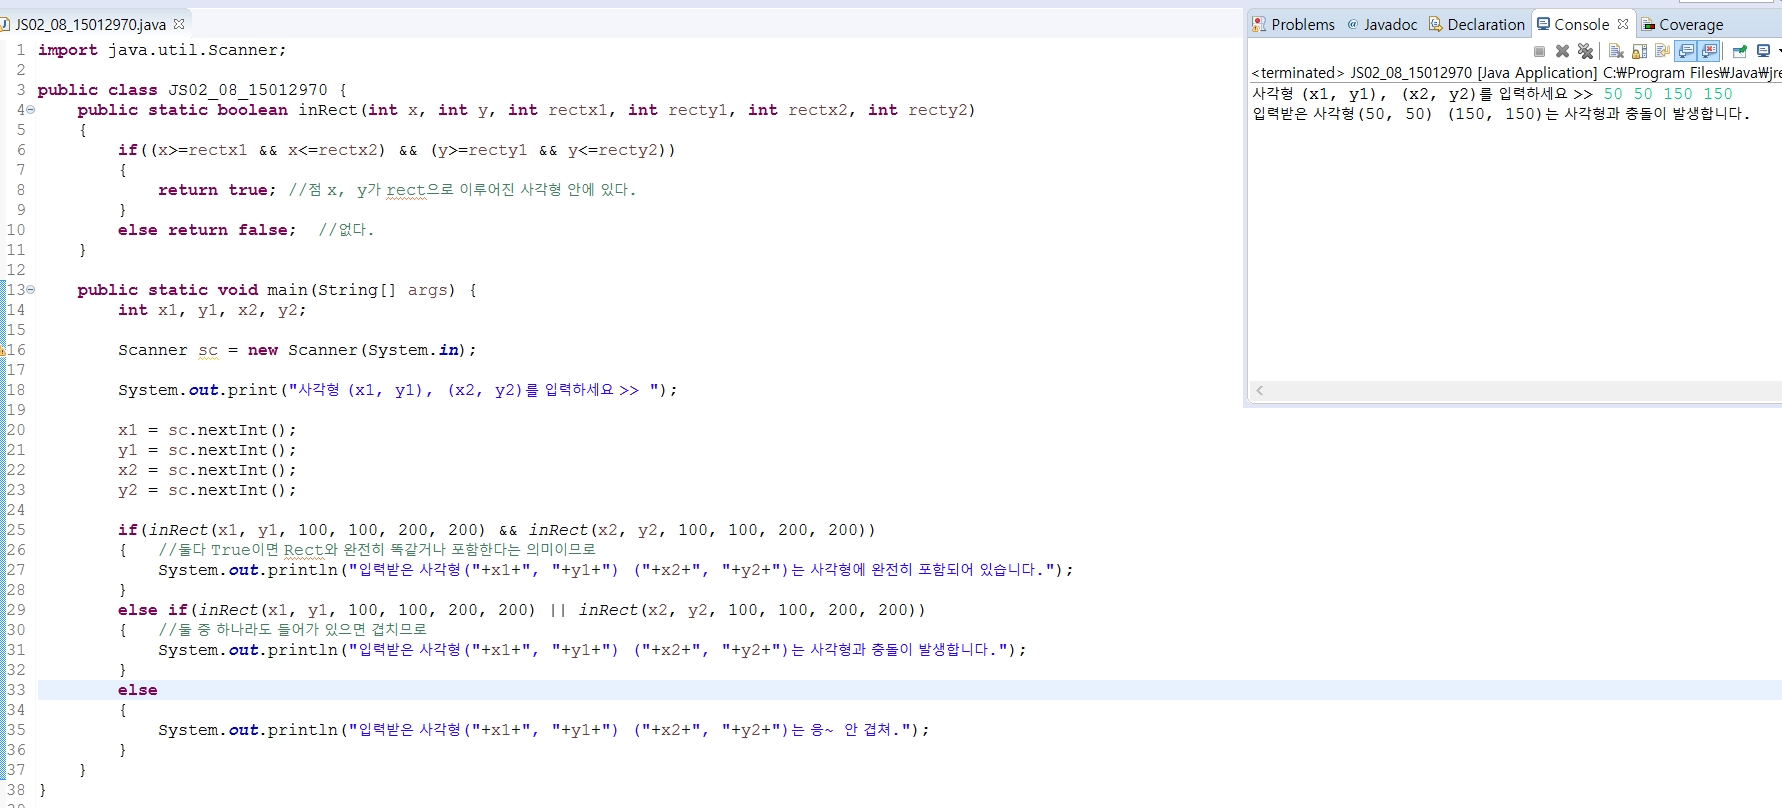 JS02_08_15012970.java
1 import java.util.Scanner;
2
3 public class JS02_08_15012970 {
4 public static boolean inRect(int x, int y, int rectx1, int recty1, int rectx2, int recty2)
5 {
6 if((x>=rectx1 && x<=rectx2) && (y>=recty1 && y<=recty2))
7 {
8 return true; //점 x, y가 rect으로 이루어진 사각형 안에 있다.
9 }
10 else return false; //없다.
11 }
12
13 public static void main(String[] args) {
14 int x1, y1, x2, y2;
15
16 Scanner sc = new Scanner(System.in);
17
18 System.out.print("사각형 (x1, y1), (x2, y2)를 입력하세요 >> ");
19
20 x1 = sc.nextInt();
21 y1 = sc.nextInt();
22 x2 = sc.nextInt();
23 y2 = sc.nextInt();
24
25 if(inRect(x1, y1, 100, 100, 200, 200) && inRect(x2, y2, 100, 100, 200, 200))
26 { //둘다 True이면 Rect와 완전히 똑같거나 포함한다는 의미이므로
27 System.out.println("입력받은 사각형("+x1+", "+y1+") ("+x2+", "+y2+")는 사각형에 완전히 포함되어 있습니다.");
28 }
29 else if(inRect(x1, y1, 100, 100, 200, 200) || inRect(x2, y2, 100, 100, 200, 200))
30 { //둘 중 하나라도 들어가 있으면 겹치므로
31 System.out.println("입력받은 사각형("+x1+", "+y1+") ("+x2+", "+y2+")는 사각형과 충돌이 발생합니다.");
32 }
33 else
34 {
35 System.out.println("입력받은 사각형("+x1+", "+y1+") ("+x2+", "+y2+")는 응~ 안 겹쳐.");
36 }
37 }
38 }
Problems @ Javadoc Declaration Console Coverage
<terminated> JS02_08_15012970 [Java Application] C:₩Program Files₩Java₩jre
사각형 (x1, y1), (x2, y2)를 입력하세요 >> 50 50 150 150
입력받은 사각형(50, 50) (150, 150)는 사각형과 충돌이 발생합니다.